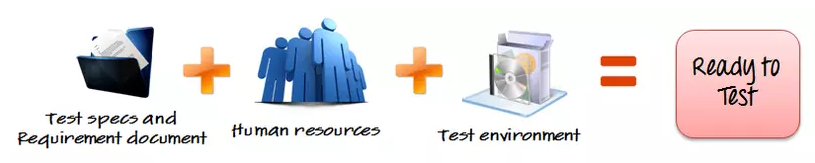 Test specs and
Requirement document
Human resources
Test environment
Ready to
Test